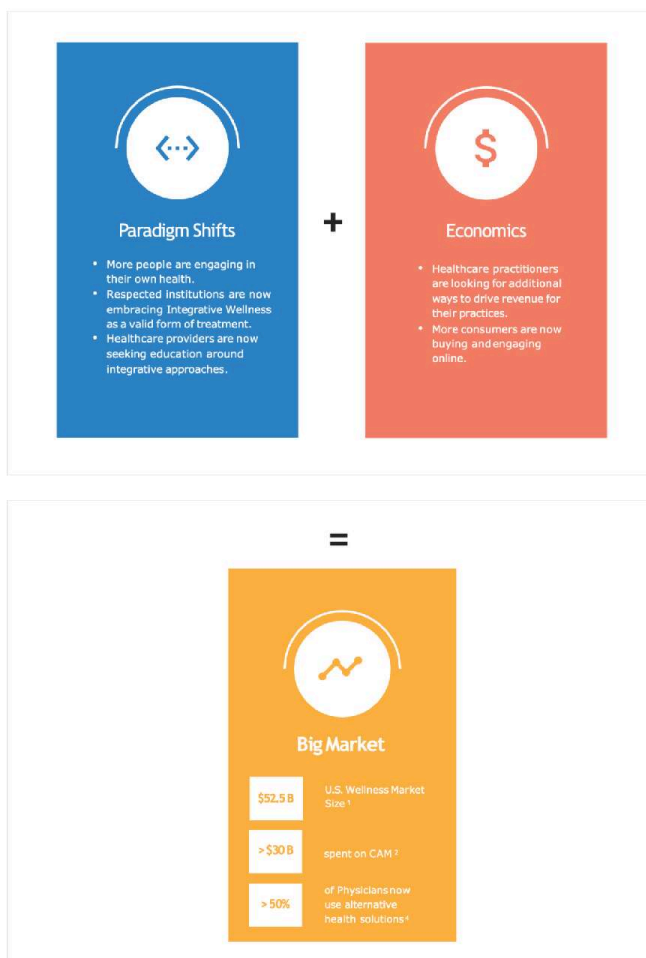 Paradigm Shifts
• More people are engaging in
their own health.
• Respected institutions are now
embracing Integrative Wellness
as a valid form of treatment.
• Healthcare providers are now
seeking education around
integrative approaches.
+
$
Economics
• Healthcare practitioners
are looking for additional
ways to drive revenue for
their practices.
• More consumers are now
buying and engaging
online.
=
Big Market
$52.5 B
U.S. Wellness Market
Size ¹
> $30 B
spent on CAM ²
> 50%
of Physicians now
use alternative
health solutions ⁴